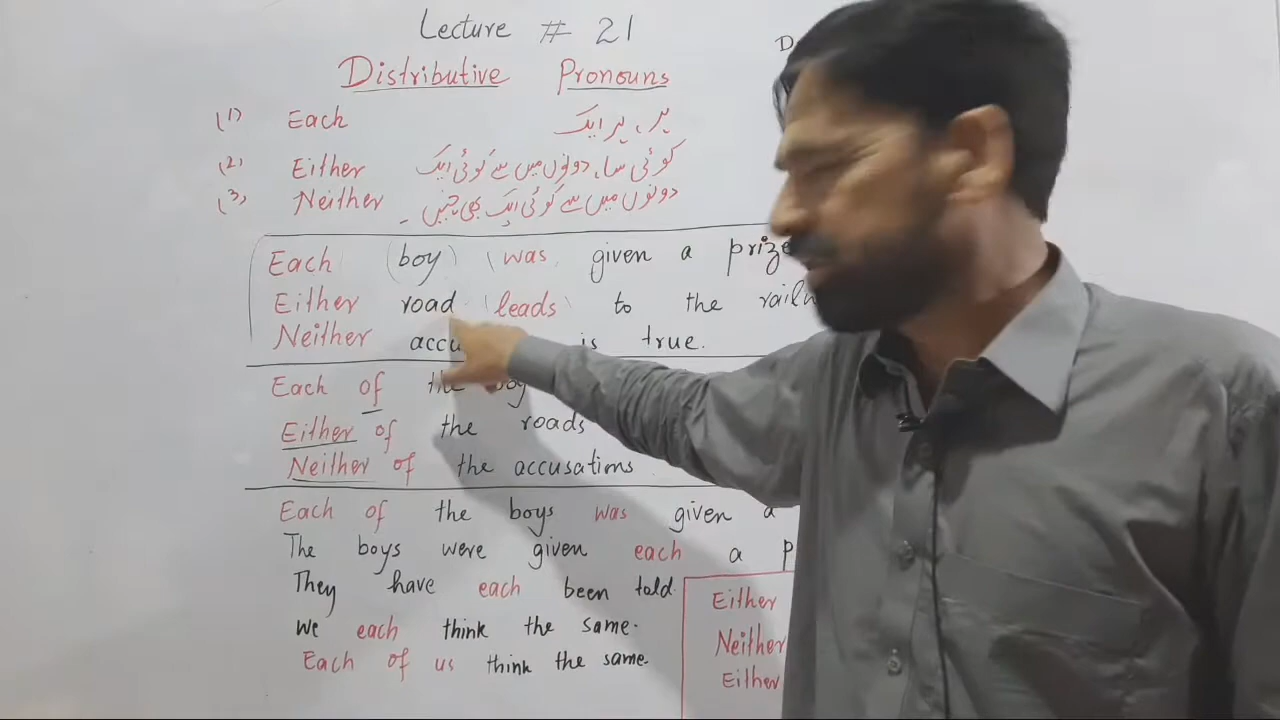 Lecture # 21
D
Distributive Pronouns
(1) Each ہر، ہر ایک
(2) Either کوئی سا، دونوں میں سے کوئی ایک
(3) Neither دونوں میں سے کوئی ایک بھی نہیں ۔
Each (boy) (was given a prize
Either road (leads) to the
Neither is true.
Each of the
Either of the roads
Neither of the accusations
Each of the boys was given a
The boys were given each a
They have each been told.
We each think the same.
Each of us think the same.
Either
Neither
Either